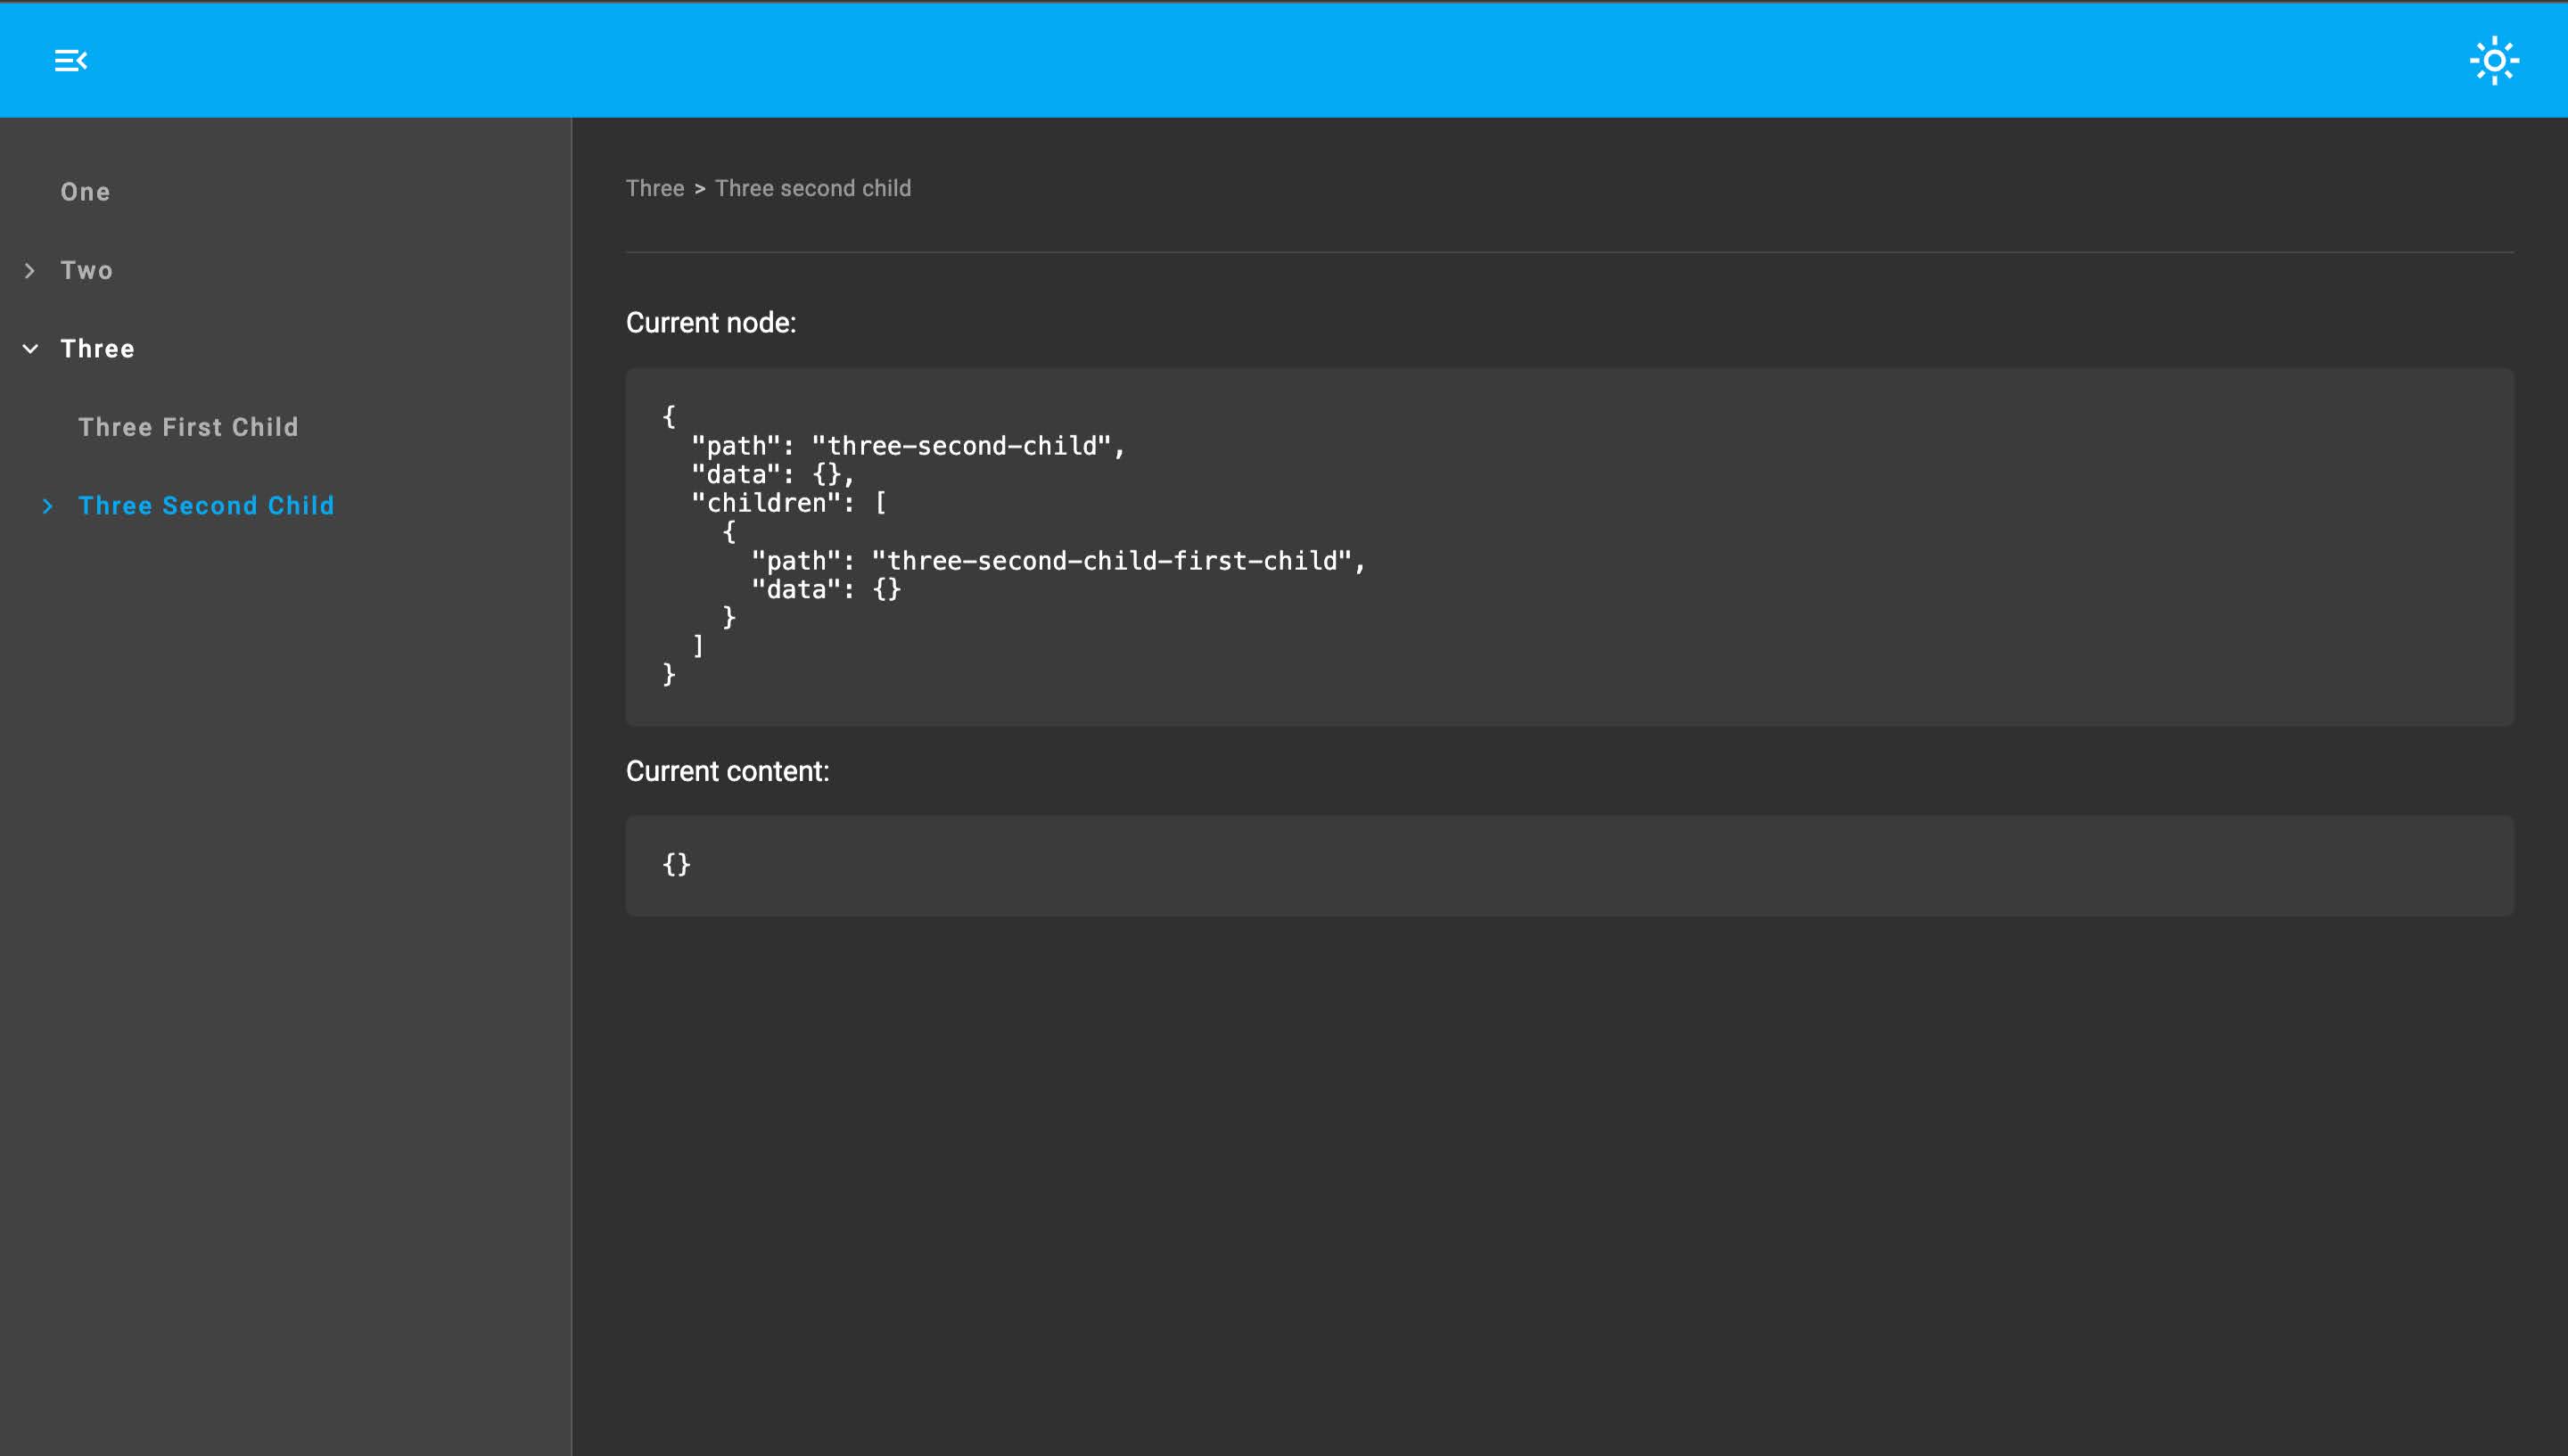 One
Two
Three
Three First Child
Three Second Child
Three > Three second child
Current node:
{
  "path": "three-second-child",
  "data": {},
  "children": [
    {
      "path": "three-second-child-first-child",
      "data": {}
    }
  ]
}
Current content:
{}